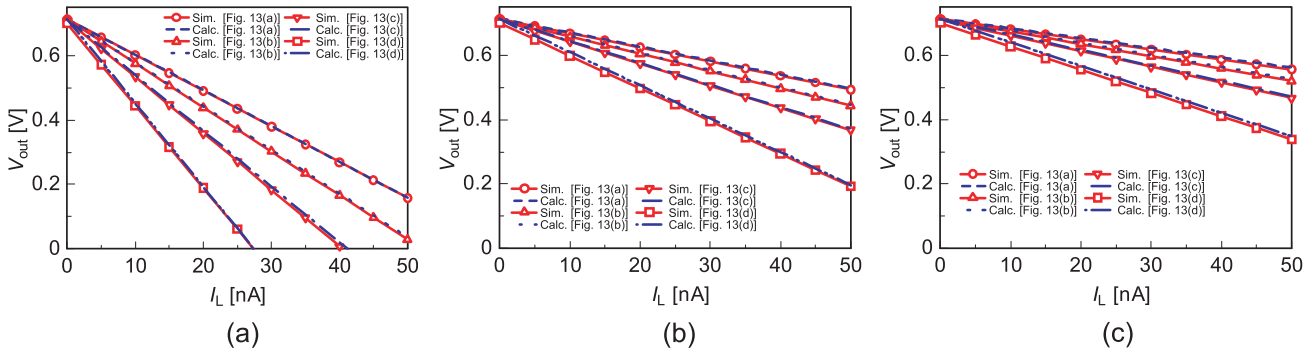 0.6
0.4
0.2
0
V_out [V]
Sim. [Fig. 13(a)]
Calc. [Fig. 13(a)]
Sim. [Fig. 13(b)]
Calc. [Fig. 13(b)]
Sim. [Fig. 13(c)]
Calc. [Fig. 13(c)]
Sim. [Fig. 13(d)]
Calc. [Fig. 13(d)]
0 10 20 30 40 50
I_L [nA]
(a)
0.6
0.4
0.2
0
V_out [V]
Sim. [Fig. 13(a)]
Calc. [Fig. 13(a)]
Sim. [Fig. 13(b)]
Calc. [Fig. 13(b)]
Sim. [Fig. 13(c)]
Calc. [Fig. 13(c)]
Sim. [Fig. 13(d)]
Calc. [Fig. 13(d)]
0 10 20 30 40 50
I_L [nA]
(b)
0.6
0.4
0.2
0
V_out [V]
Sim. [Fig. 13(a)]
Calc. [Fig. 13(a)]
Sim. [Fig. 13(b)]
Calc. [Fig. 13(b)]
Sim. [Fig. 13(c)]
Calc. [Fig. 13(c)]
Sim. [Fig. 13(d)]
Calc. [Fig. 13(d)]
0 10 20 30 40 50
I_L [nA]
(c)